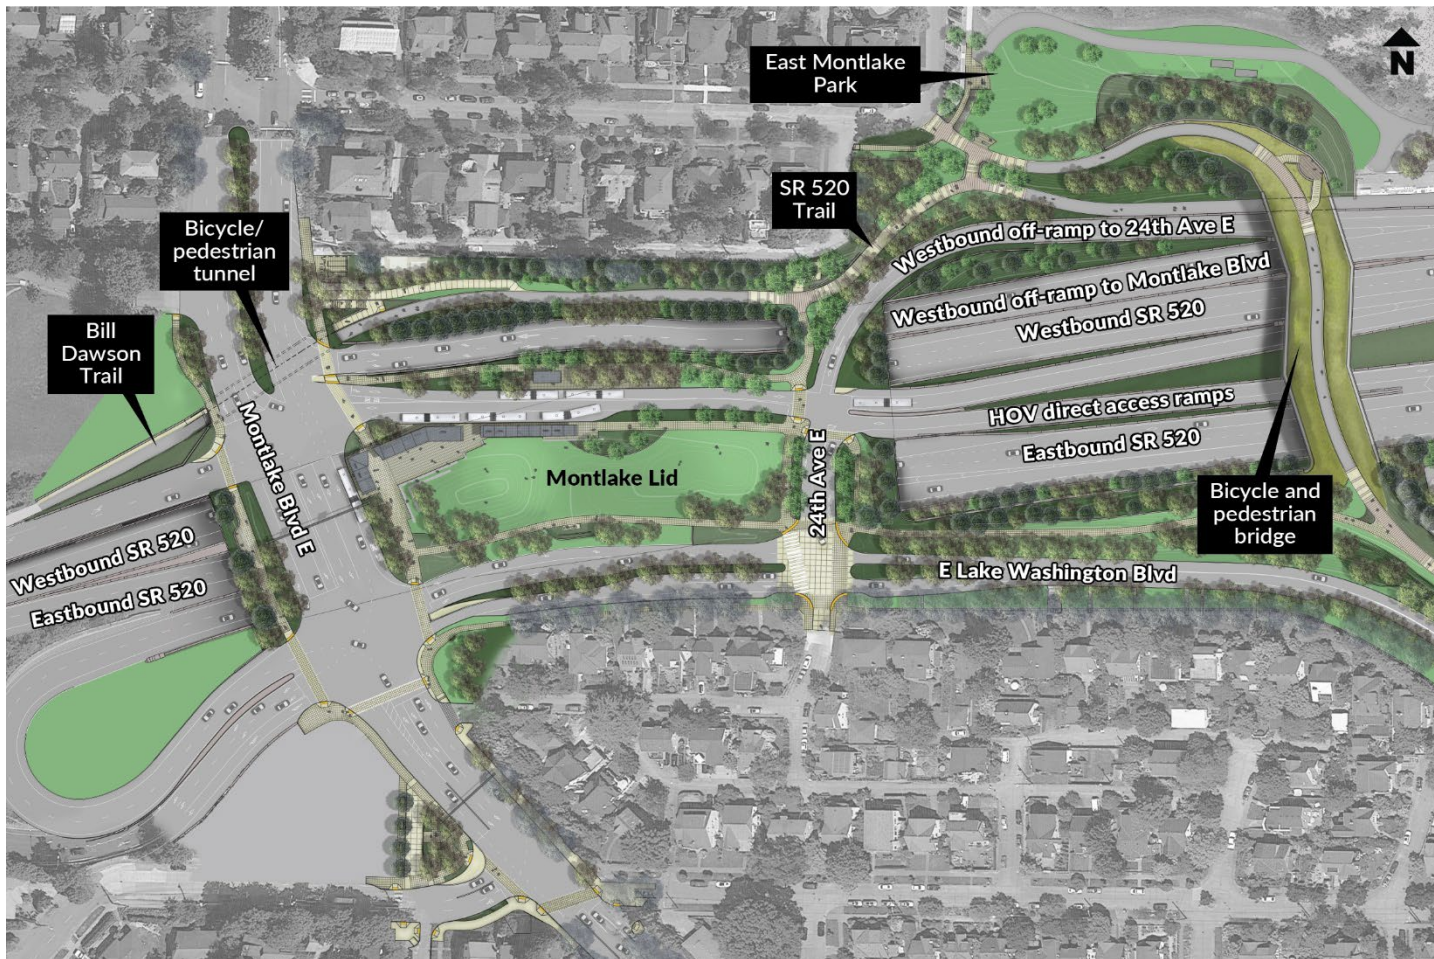 East Montlake
Park
N
SR 520
Trail
Bicycle/
pedestrian
tunnel
Westbound off-ramp to 24th Ave E
Westbound off-ramp to Montlake Blvd
Westbound SR 520
Bill
Dawson
Trail
HOV direct access ramps
Eastbound SR 520
Montlake Blvd E
Montlake Lid
24th Ave E
Bicycle and
pedestrian
bridge
Westbound SR 520
Eastbound SR 520
E Lake Washington Blvd